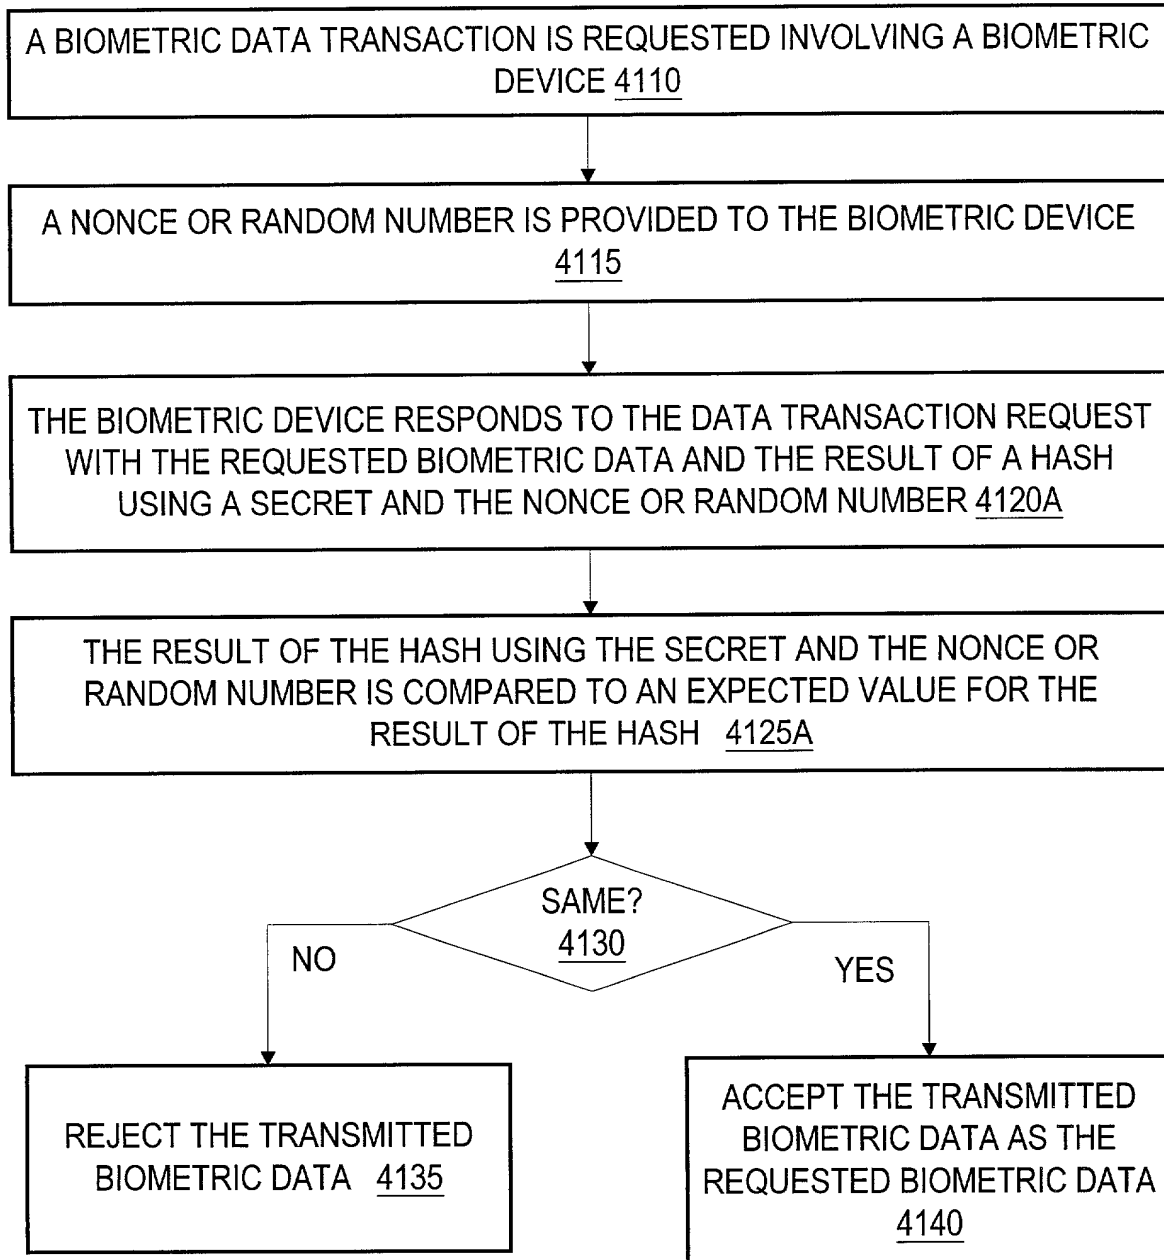 A BIOMETRIC DATA TRANSACTION IS REQUESTED INVOLVING A BIOMETRIC
DEVICE 4110
A NONCE OR RANDOM NUMBER IS PROVIDED TO THE BIOMETRIC DEVICE
4115
THE BIOMETRIC DEVICE RESPONDS TO THE DATA TRANSACTION REQUEST
WITH THE REQUESTED BIOMETRIC DATA AND THE RESULT OF A HASH
USING A SECRET AND THE NONCE OR RANDOM NUMBER 4120A
THE RESULT OF THE HASH USING THE SECRET AND THE NONCE OR
RANDOM NUMBER IS COMPARED TO AN EXPECTED VALUE FOR THE
RESULT OF THE HASH 4125A
SAME?
4130
NO
YES
REJECT THE TRANSMITTED
BIOMETRIC DATA 4135
ACCEPT THE TRANSMITTED
BIOMETRIC DATA AS THE
REQUESTED BIOMETRIC DATA
4140